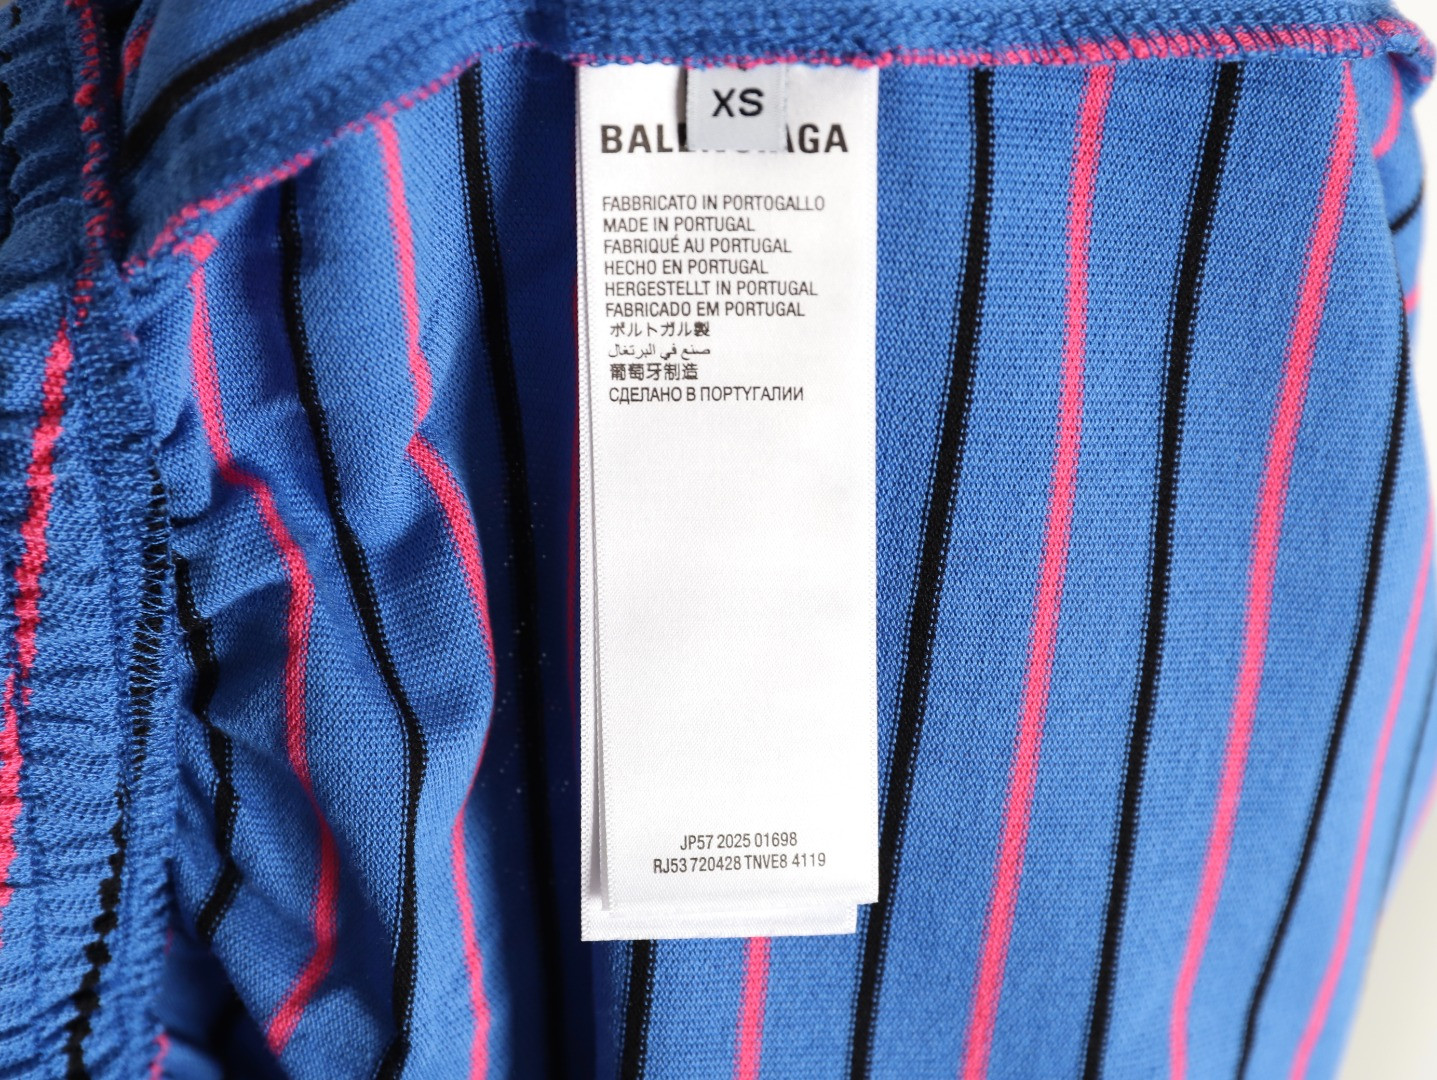 XS
BALENCIAGA
FABBRICATO IN PORTOGALLO
MADE IN PORTUGAL
FABRIQUÉ AU PORTUGAL
HECHO EN PORTUGAL
HERGESTELLT IN PORTUGAL
FABRICADO EM PORTUGAL
ポルトガル製
صنع في البرتغال
葡萄牙制造
СДЕЛАНО В ПОРТУГАЛИИ
JP57 2025 01698
RJ53 720428 TNVE8 4119